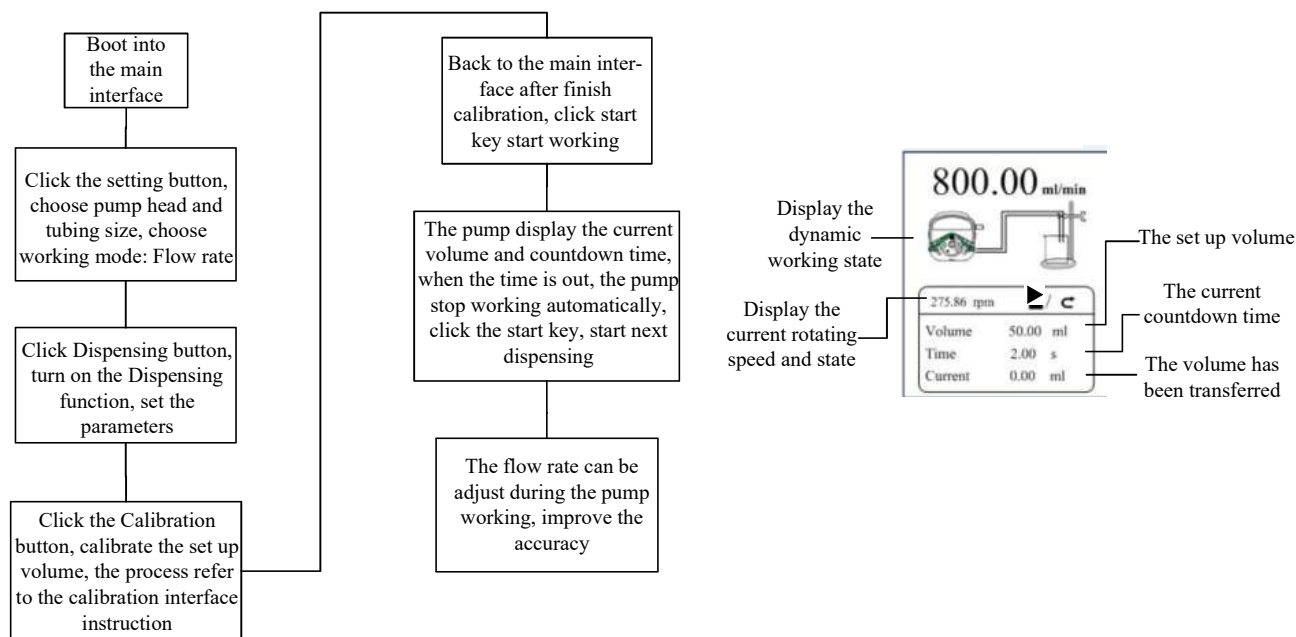 Boot into
the main
interface
Click the setting button,
choose pump head and
tubing size, choose
working mode: Flow rate
Click Dispensing button,
turn on the Dispensing
function, set the
parameters
Click the Calibration
button, calibrate the set up
volume, the process refer
to the calibration interface
instruction
Back to the main inter-
face after finish
calibration, click start
key start working
The pump display the current
volume and countdown time,
when the time is out, the pump
stop working automatically,
click the start key, start next
dispensing
The flow rate can be
adjust during the pump
working, improve the
accuracy
Display the
dynamic
working state
Display the
current rotating
speed and state
800.00 ml/min
275.86 rpm /
Volume 50.00 ml
Time 2.00 s
Current 0.00 ml
The set up volume
The current
countdown time
The volume has
been transferred